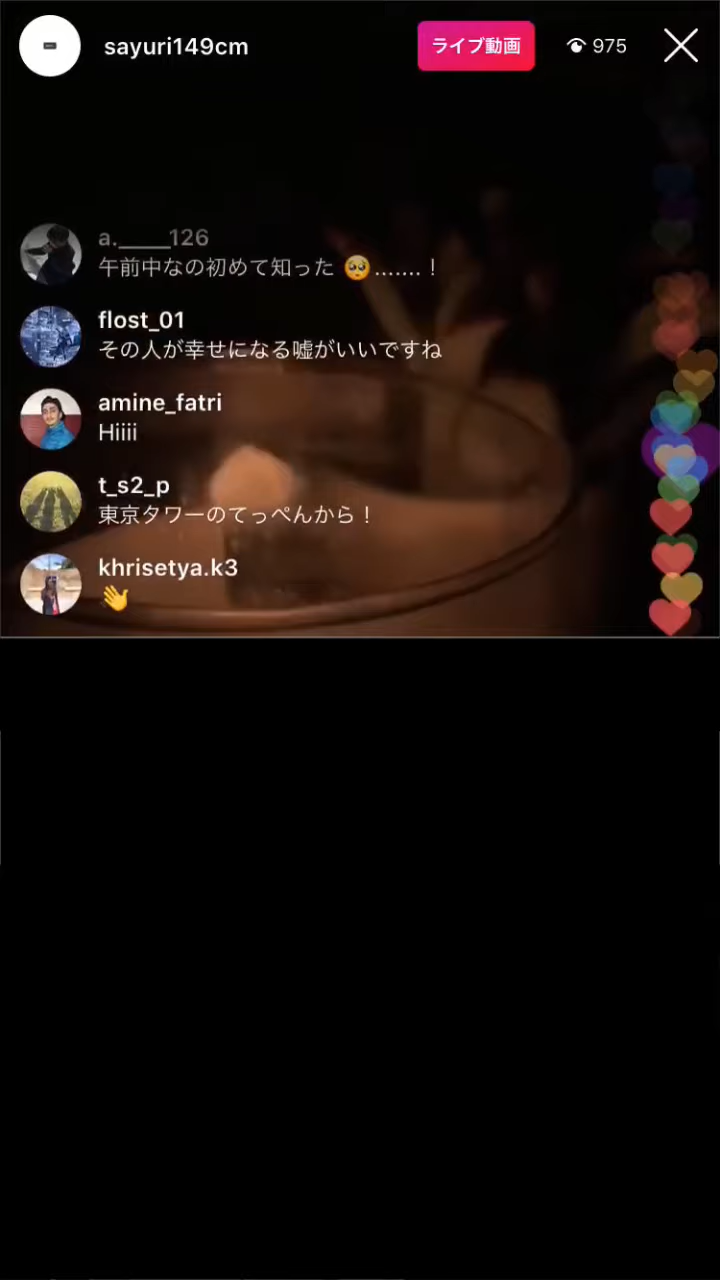 sayuri149cm
ライブ動画
975
a._____126
午前中なの初めて知った 🥺.......！
flost_01
その人が幸せになる嘘がいいですね
amine_fatri
Hiiii
t_s2_p
東京タワーのてっぺんから！
khrisetya.k3
👋